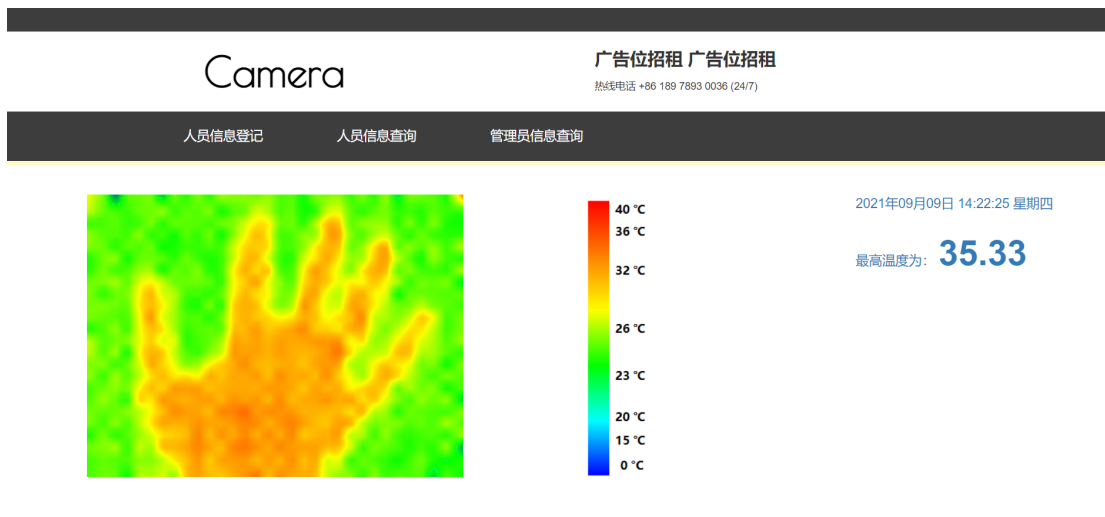 Camera
广告位招租 广告位招租
热线电话 +86 189 7893 0036 (24/7)
人员信息登记 人员信息查询 管理员信息查询
40 ℃
36 ℃
32 ℃
26 ℃
23 ℃
20 ℃
15 ℃
0 ℃
2021年09月09日 14:22:25 星期四
最高温度为： 35.33